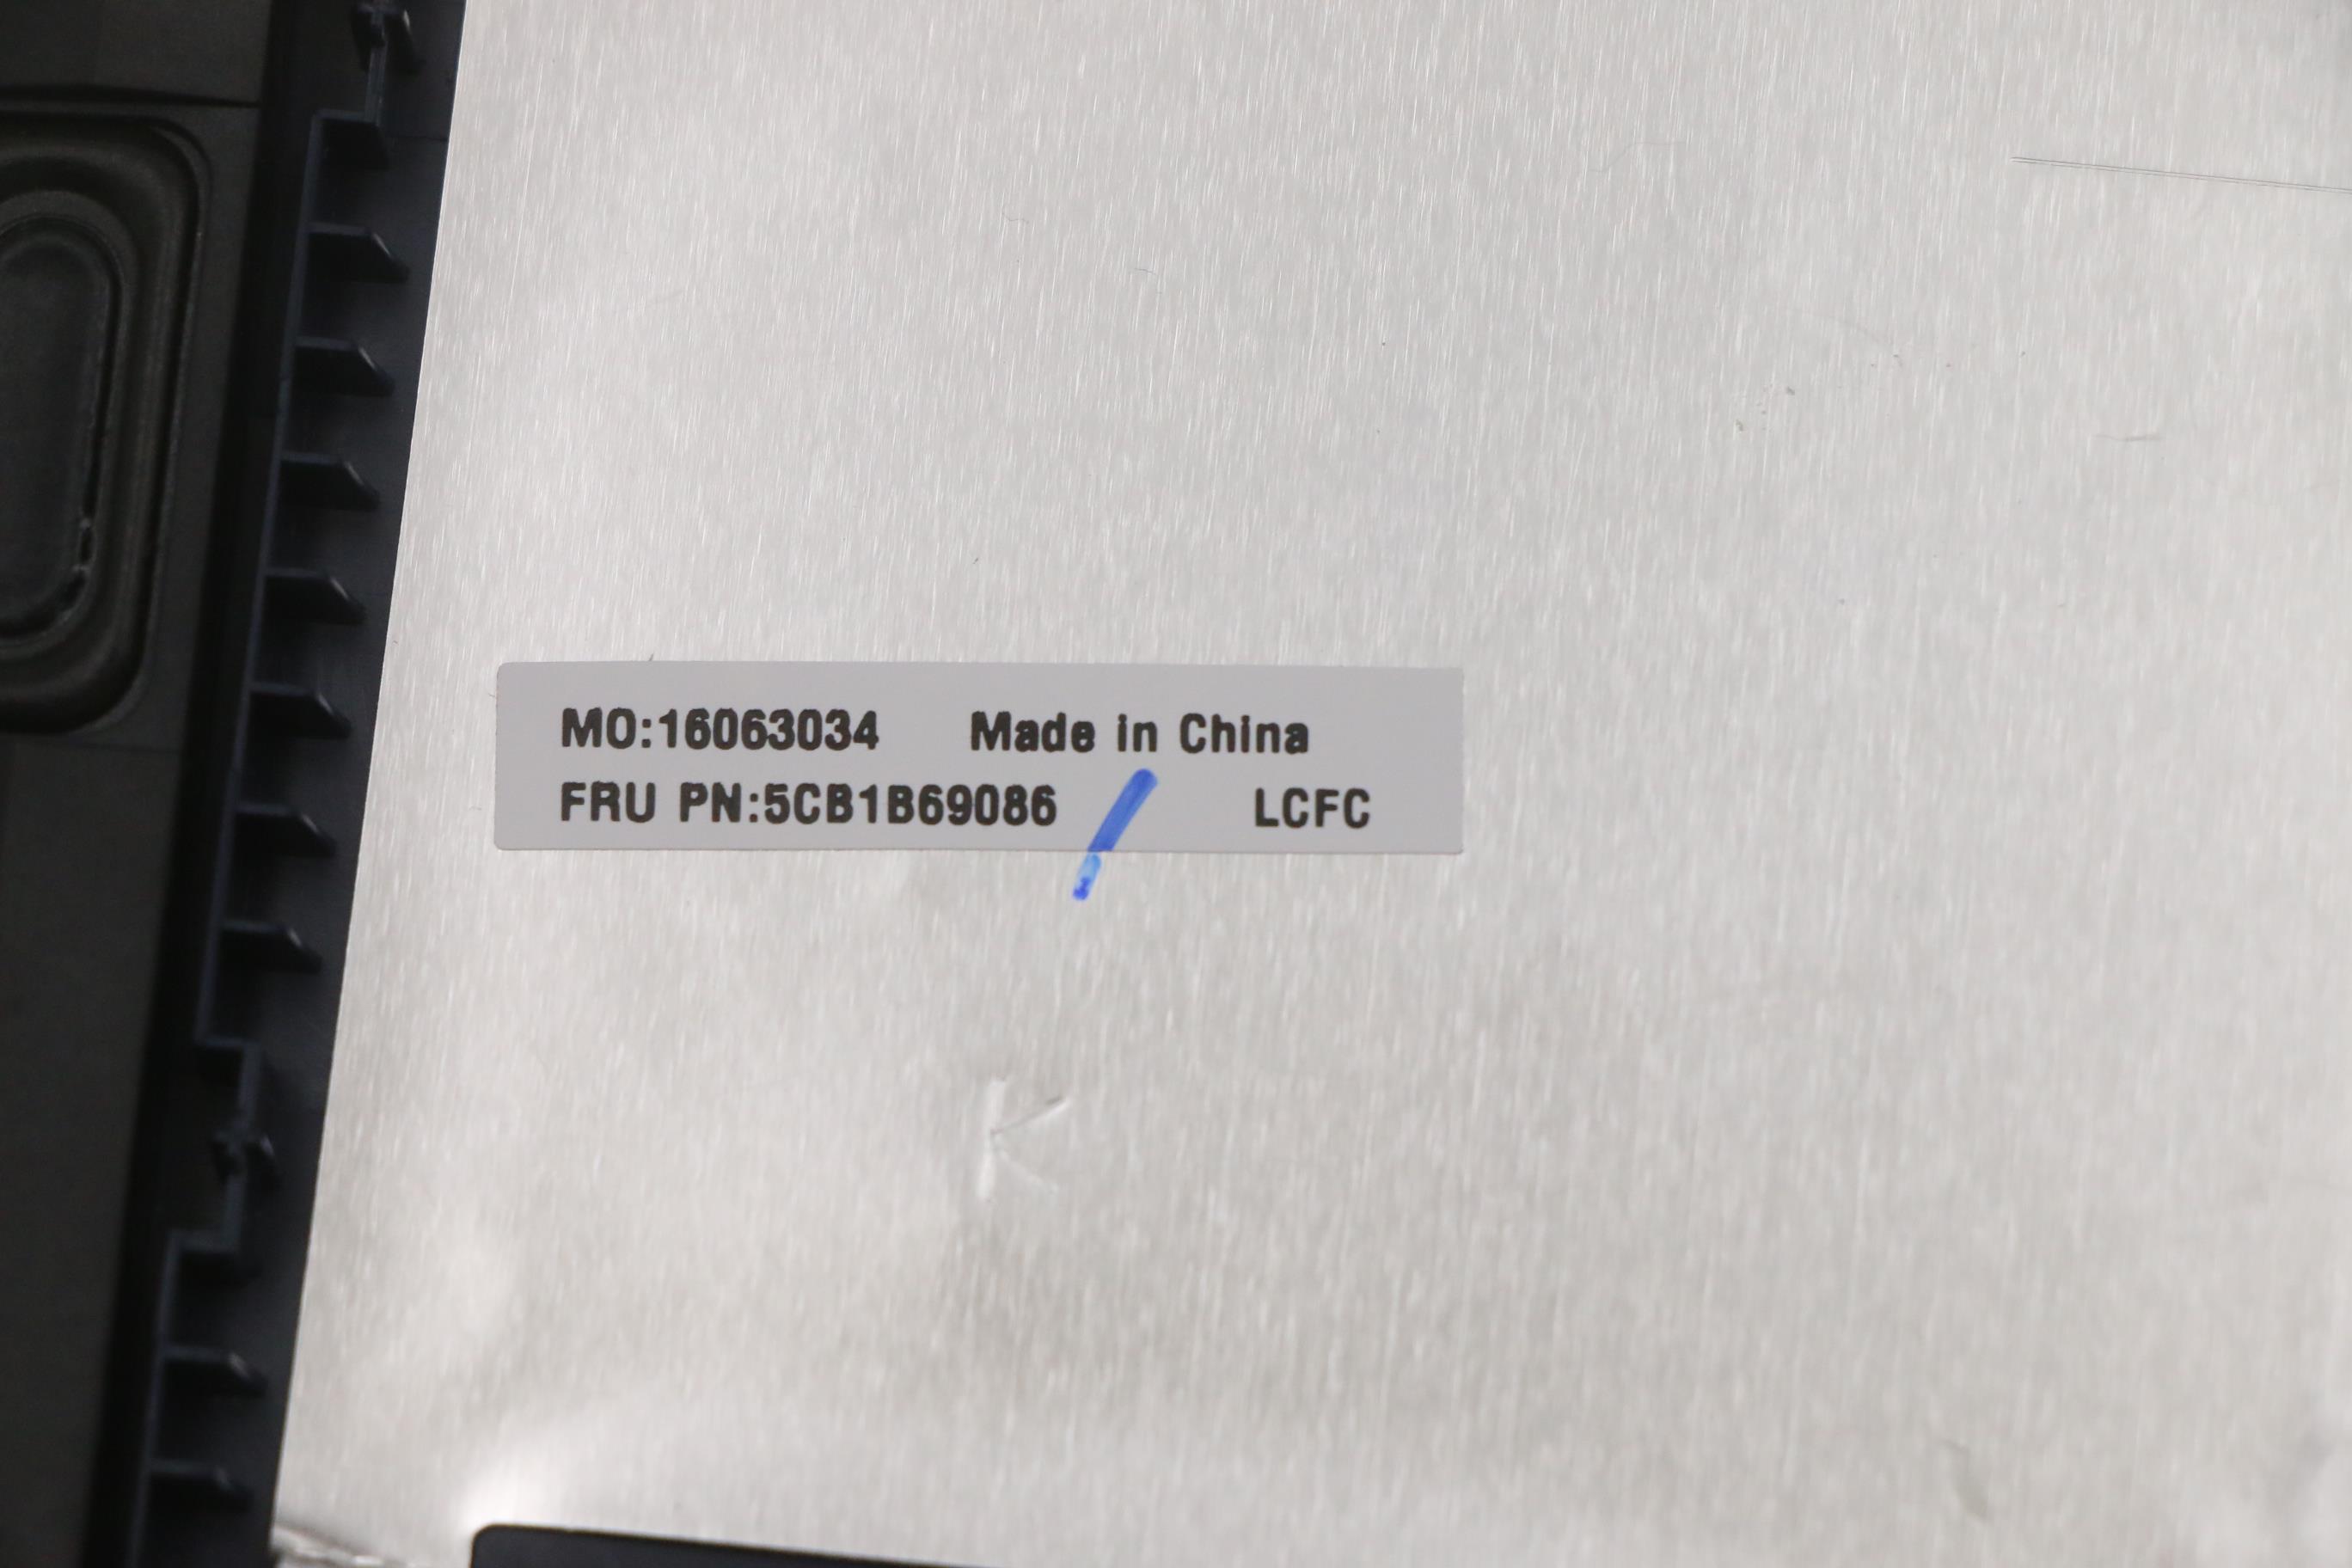 MO:16063034 Made in China
FRU PN:5CB1B69086 LCFC